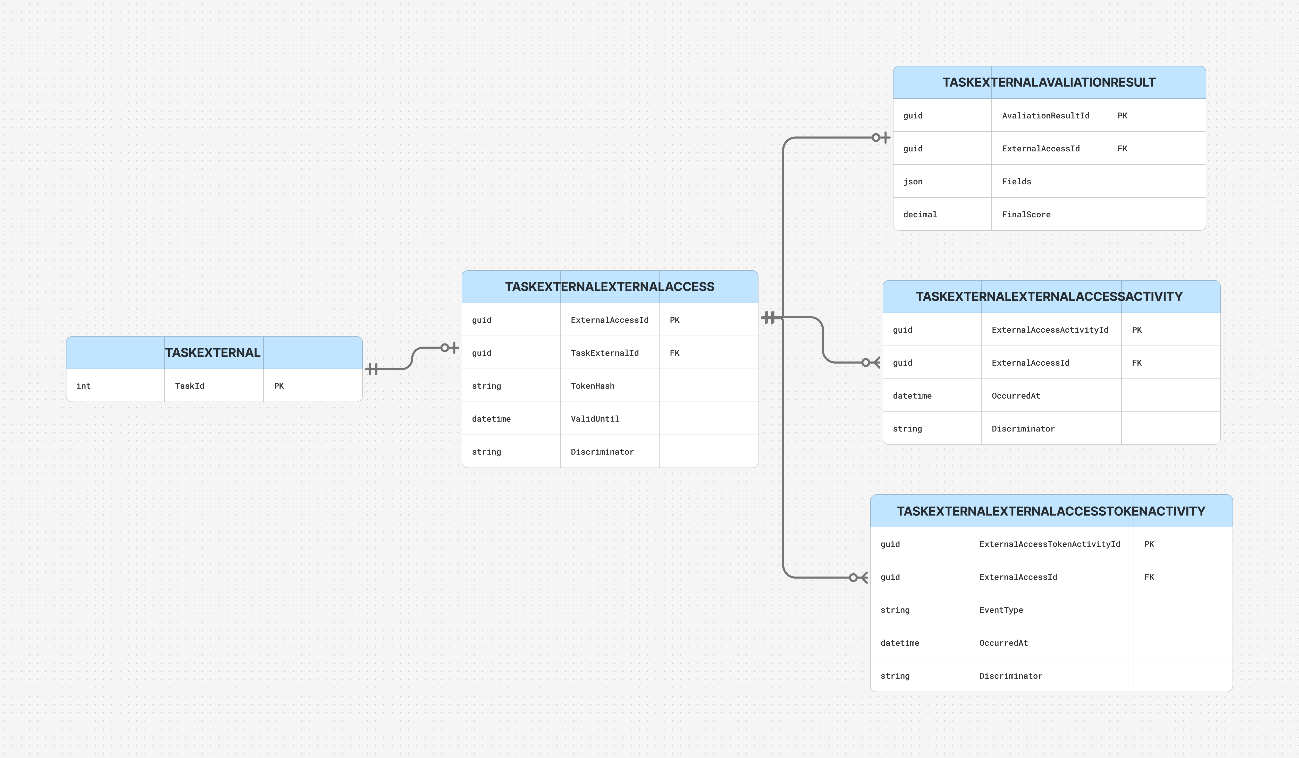 TASKEXTERNAL
int TaskId PK
TASKEXTERNALEXTERNALACCESS
guid ExternalAccessId PK
guid TaskExternalId FK
string TokenHash
datetime ValidUntil
string Discriminator
TASKEXTERNALAVALIATIONRESULT
guid AvaliationResultId PK
guid ExternalAccessId FK
json Fields
decimal FinalScore
TASKEXTERNALEXTERNALACCESSACTIVITY
guid ExternalAccessActivityId PK
guid ExternalAccessId FK
datetime OccurredAt
string Discriminator
TASKEXTERNALEXTERNALACCESSTOKENACTIVITY
guid ExternalAccessTokenActivityId PK
guid ExternalAccessId FK
string EventType
datetime OccurredAt
string Discriminator